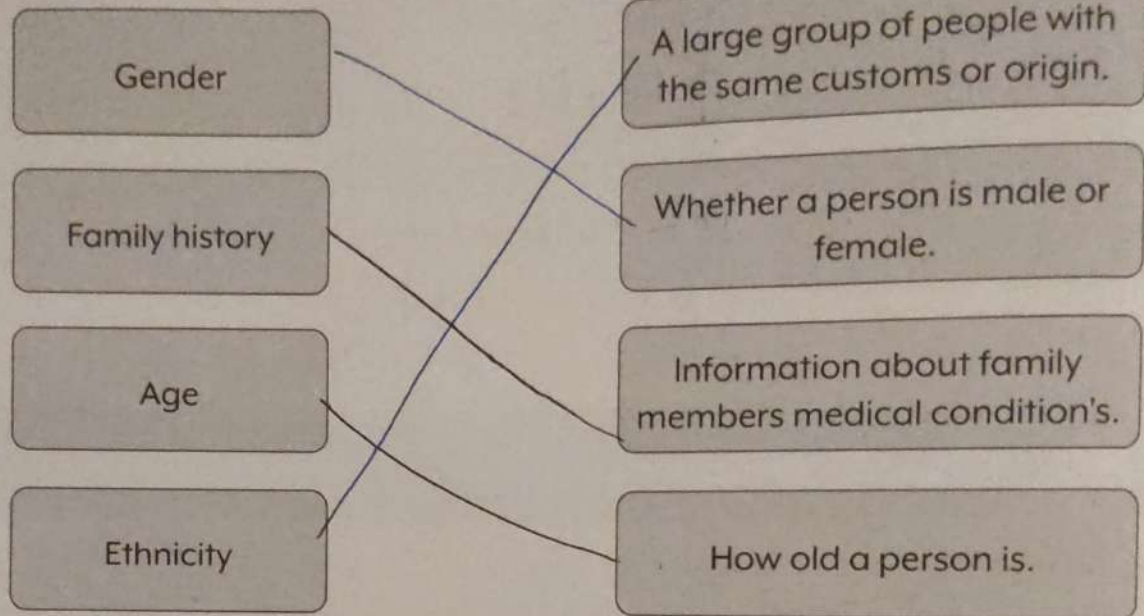 Gender
A large group of people with
the same customs or origin.
Family history
Whether a person is male or
female.
Age
Information about family
members medical condition's.
Ethnicity
How old a person is.